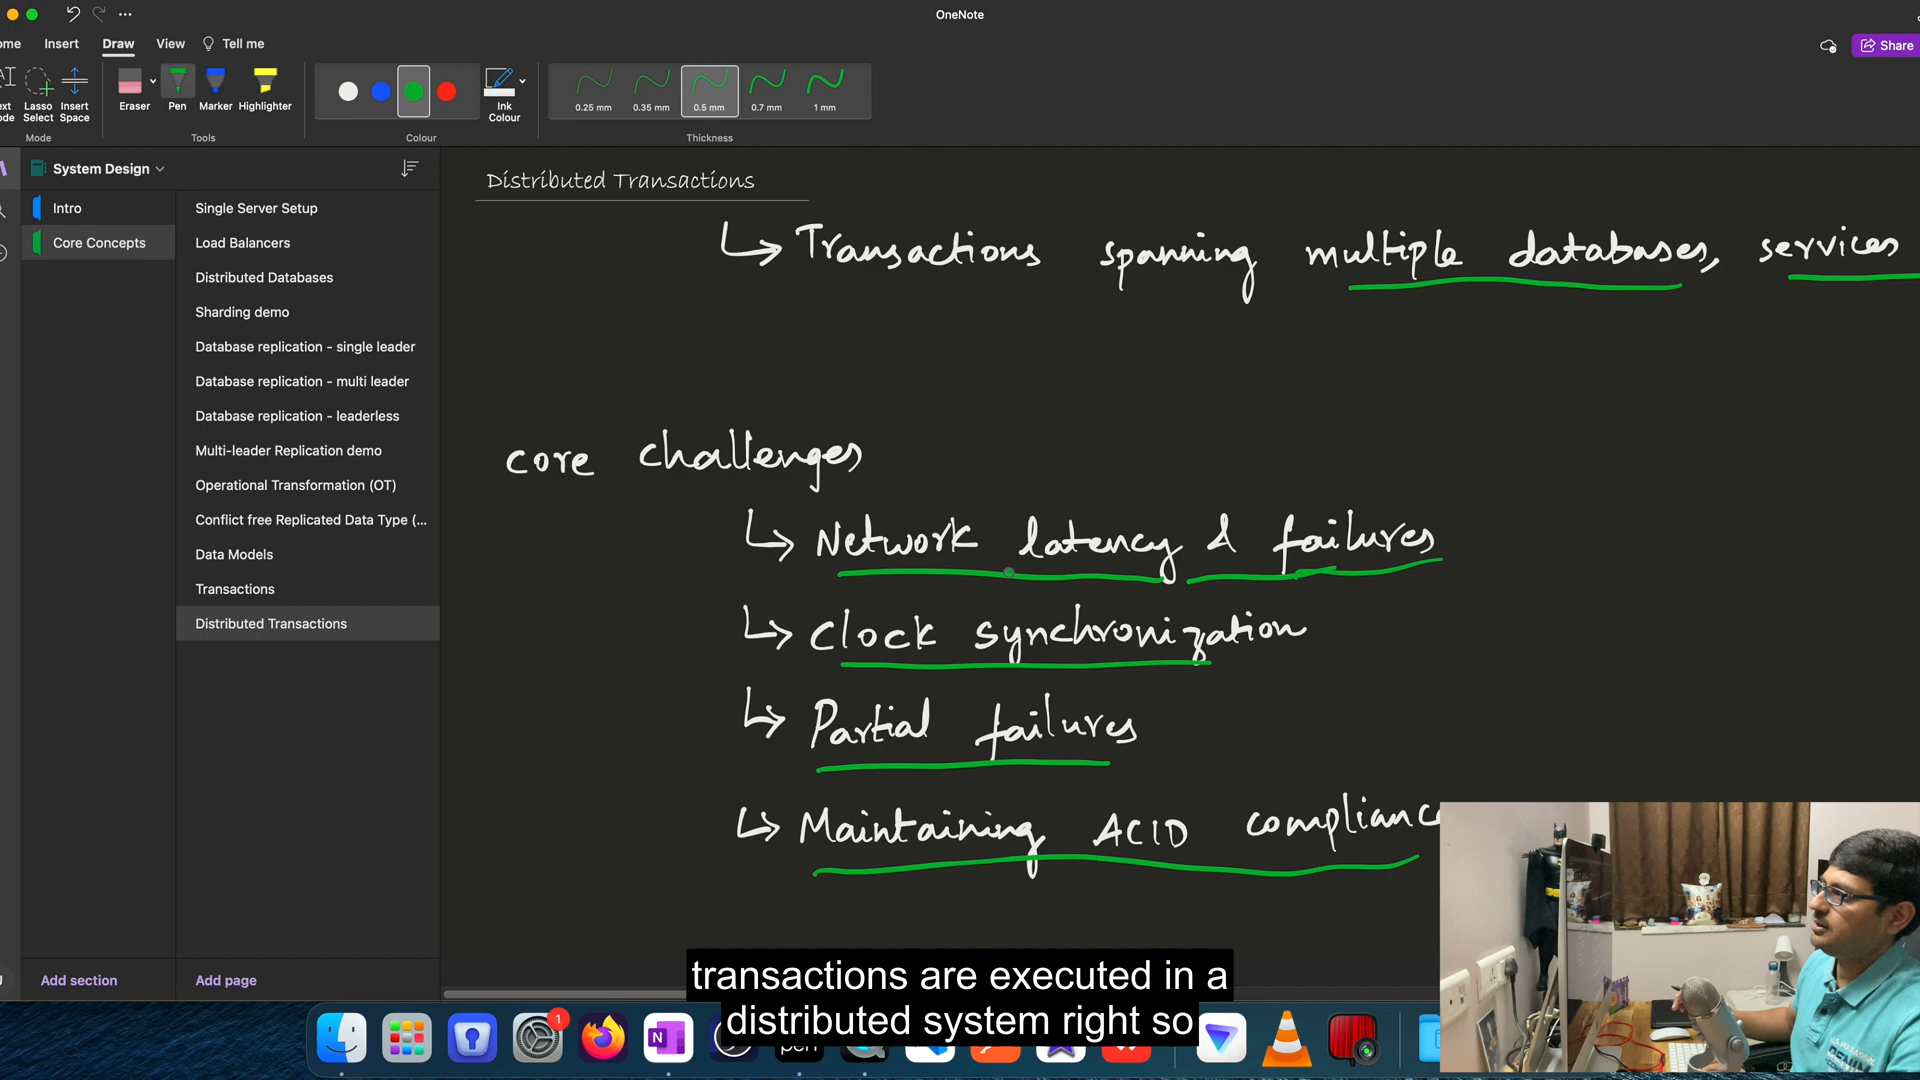 OneNote
ome Insert Draw View Tell me
Share
Eraser Pen Marker Highlighter
Lasso Select
Insert Space
Ink Colour
0.25 mm 0.35 mm 0.5 mm 0.7 mm 1 mm
Mode Tools Colour Thickness
System Design
Intro
Core Concepts
Single Server Setup
Load Balancers
Distributed Databases
Sharding demo
Database replication - single leader
Database replication - multi leader
Database replication - leaderless
Multi-leader Replication demo
Operational Transformation (OT)
Conflict free Replicated Data Type (...
Data Models
Transactions
Distributed Transactions
Add section Add page
Distributed Transactions
Transactions spanning multiple databases, services
core challenges
Network latency & failures
Clock synchronization
Partial failures
Maintaining ACID complianc
transactions are executed in a
distributed system right so
1
pen